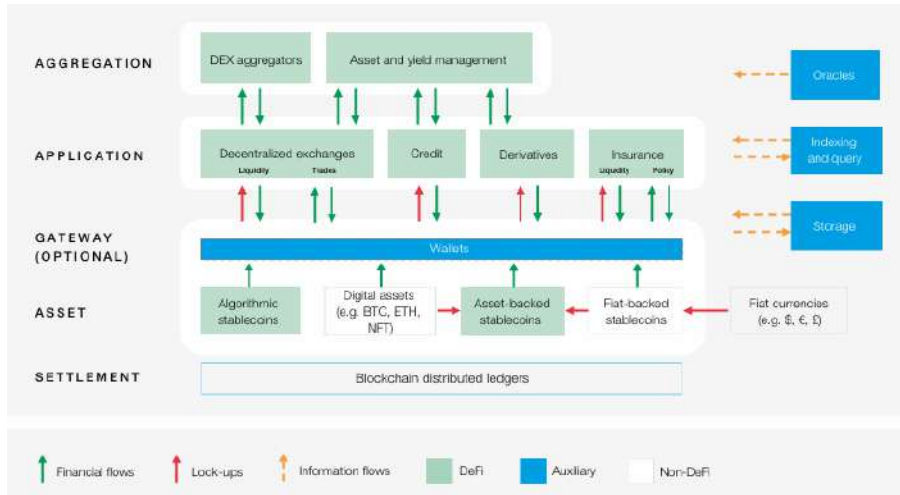 AGGREGATION
DEX aggregators
Asset and yield management
Oracles
APPLICATION
Decentralized exchanges
Liquidity
Trades
Credit
Derivatives
Insurance
Liquidity
Policy
Indexing
and query
Storage
GATEWAY
(OPTIONAL)
Wallets
ASSET
Algorithmic
stablecoins
Digital assets
(e.g. BTC, ETH,
NFT)
Asset-backed
stablecoins
Fiat-backed
stablecoins
Fiat currencies
(e.g. $, €, £)
SETTLEMENT
Blockchain distributed ledgers
Financial flows
Lock-ups
Information flows
DeFi
Auxiliary
Non-DeFi